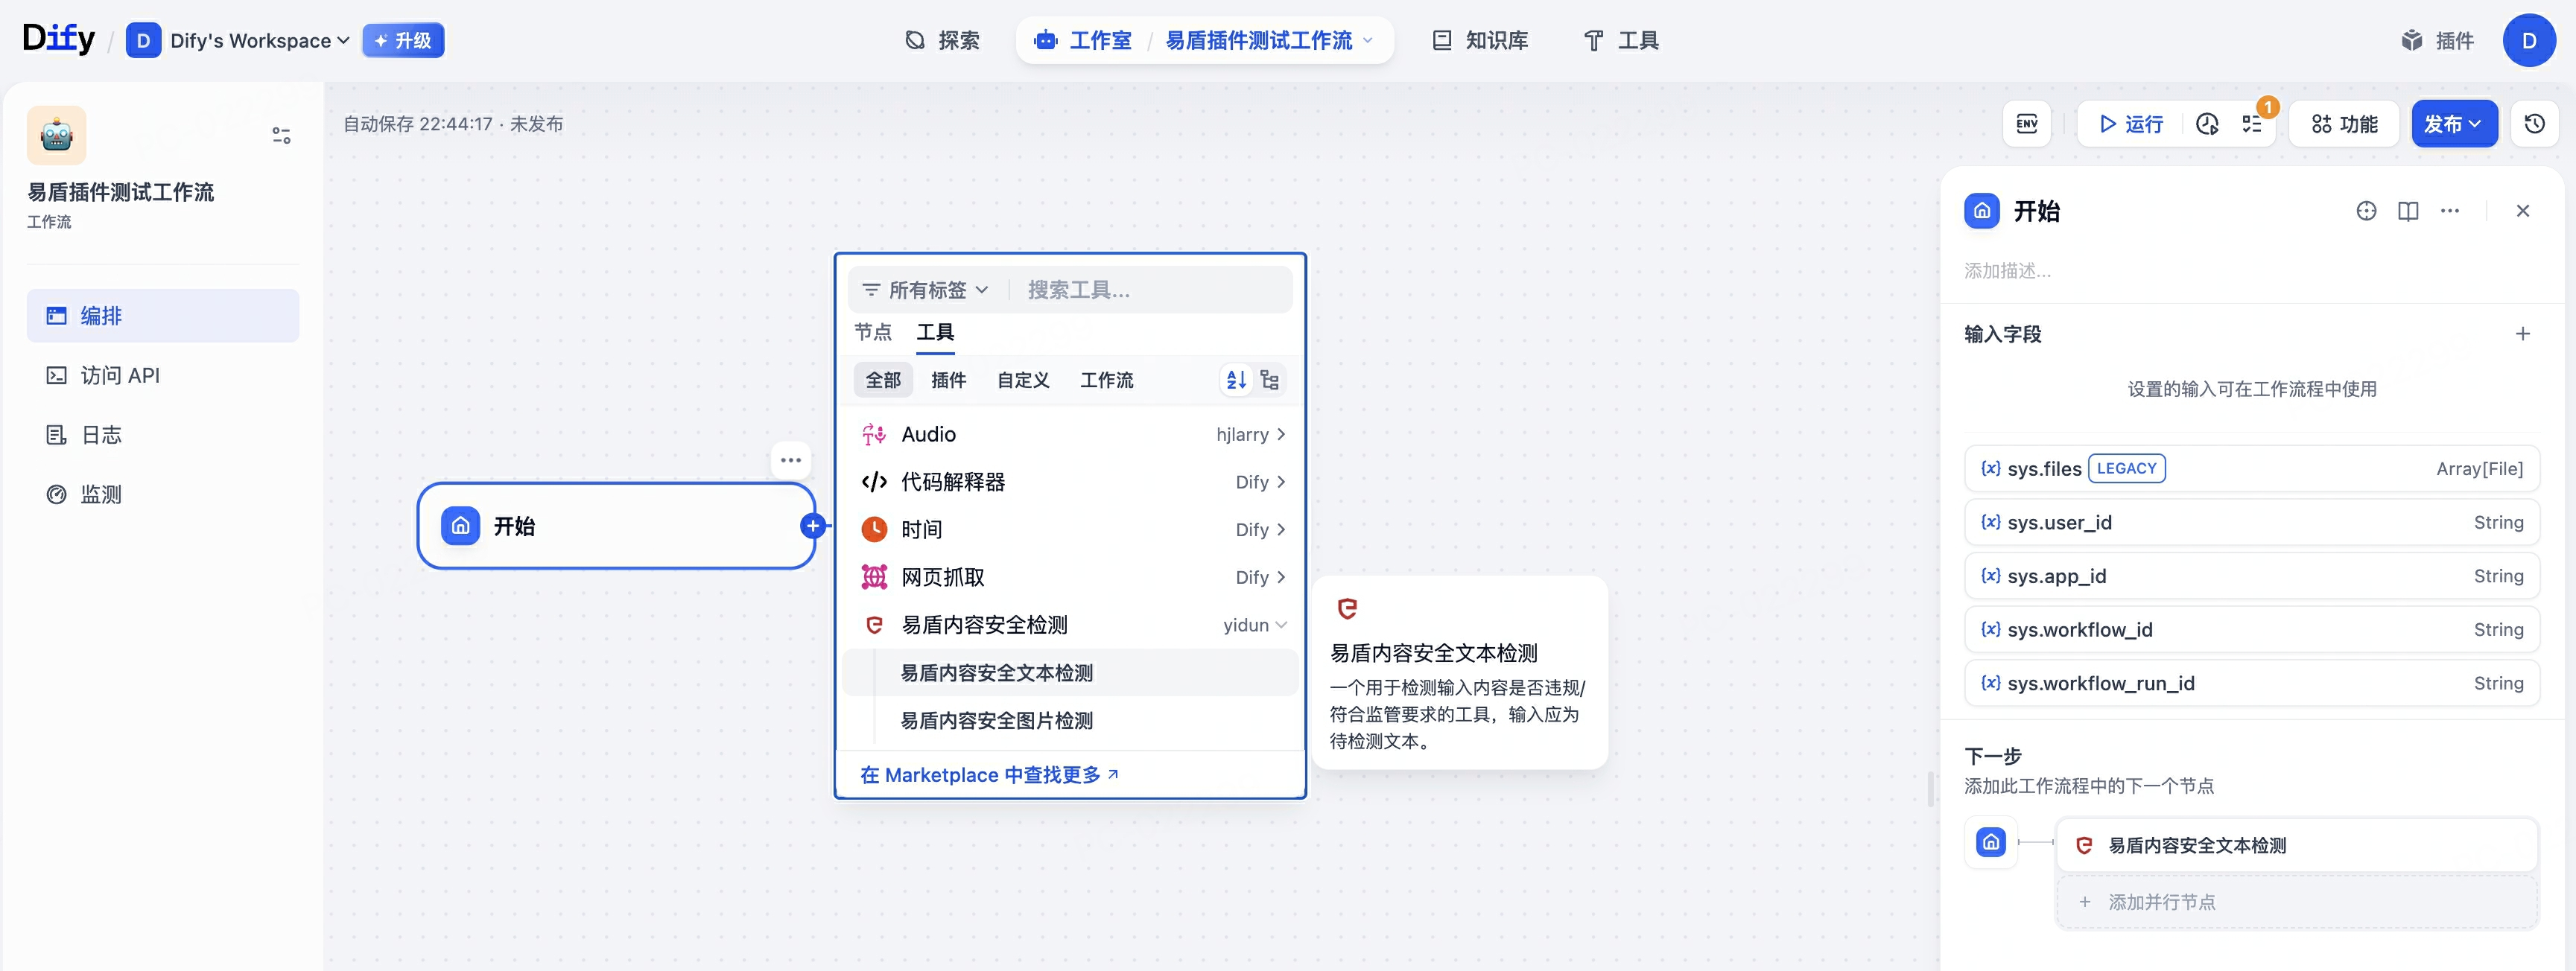 Dify / D Dify's Workspace 升级
探索
工作室 / 易盾插件测试工作流
知识库
工具
插件
D
易盾插件测试工作流
工作流
编排
访问 API
日志
监测
自动保存 22:44:17 · 未发布
ENV
运行
1
功能
发布
开始
所有标签 搜索工具...
节点 工具
全部 插件 自定义 工作流
Audio hjlarry
代码解释器 Dify
时间 Dify
网页抓取 Dify
易盾内容安全检测 yidun
易盾内容安全文本检测
易盾内容安全图片检测
在 Marketplace 中查找更多
易盾内容安全文本检测
一个用于检测输入内容是否违规/
符合监管要求的工具，输入应为
待检测文本。
开始
添加描述...
输入字段
设置的输入可在工作流程中使用
{x} sys.files LEGACY Array[File]
{x} sys.user_id String
{x} sys.app_id String
{x} sys.workflow_id String
{x} sys.workflow_run_id String
下一步
添加此工作流程中的下一个节点
易盾内容安全文本检测
+ 添加并行节点